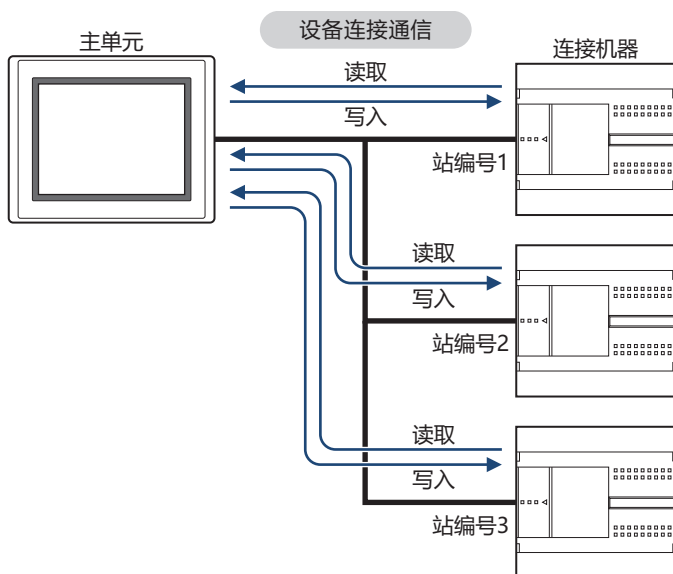 设备连接通信
主单元
连接机器
读取
写入
站编号1
读取
写入
站编号2
读取
写入
站编号3